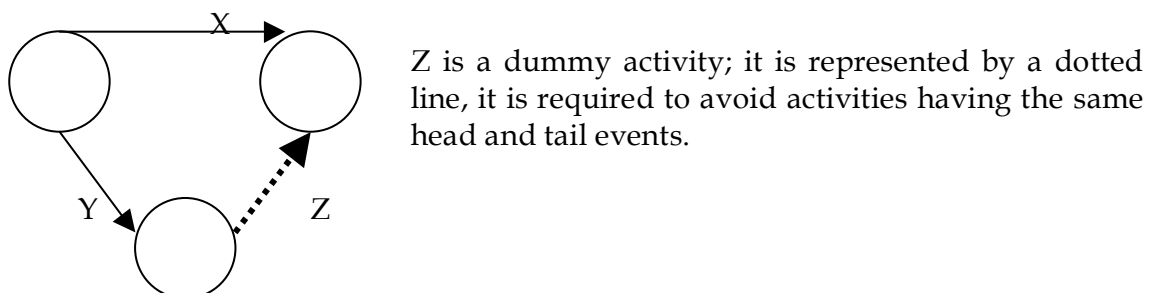 X
Z is a dummy activity; it is represented by a dotted
line, it is required to avoid activities having the same
head and tail events.
Y
Z